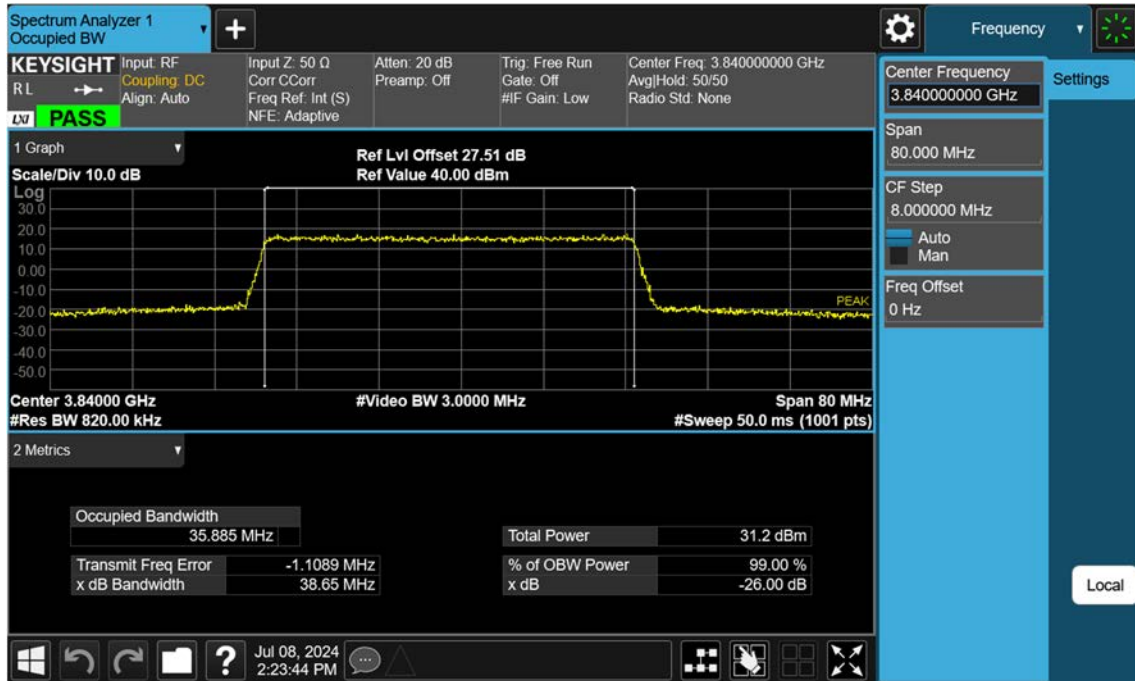 Spectrum Analyzer 1
Occupied BW
+
Frequency
KEYSIGHT
R L
LXI PASS
Input: RF
Coupling: DC
Align: Auto
Input Z: 50 Ω
Corr CCorr
Freq Ref: Int (S)
NFE: Adaptive
Atten: 20 dB
Preamp: Off
Trig: Free Run
Gate: Off
#IF Gain: Low
Center Freq: 3.840000000 GHz
Avg|Hold: 50/50
Radio Std: None
1 Graph
Scale/Div 10.0 dB
Ref Lvl Offset 27.51 dB
Ref Value 40.00 dBm
Log
30.0
20.0
10.0
0.00
-10.0
-20.0
-30.0
-40.0
-50.0
PEAK
Center 3.84000 GHz
#Res BW 820.00 kHz
#Video BW 3.0000 MHz
Span 80 MHz
#Sweep 50.0 ms (1001 pts)
2 Metrics
Occupied Bandwidth
35.885 MHz
Transmit Freq Error -1.1089 MHz
x dB Bandwidth 38.65 MHz
Total Power 31.2 dBm
% of OBW Power 99.00 %
x dB -26.00 dB
?
Jul 08, 2024
2:23:44 PM
Center Frequency
3.840000000 GHz
Span
80.000 MHz
CF Step
8.000000 MHz
Auto
Man
Freq Offset
0 Hz
Settings
Local